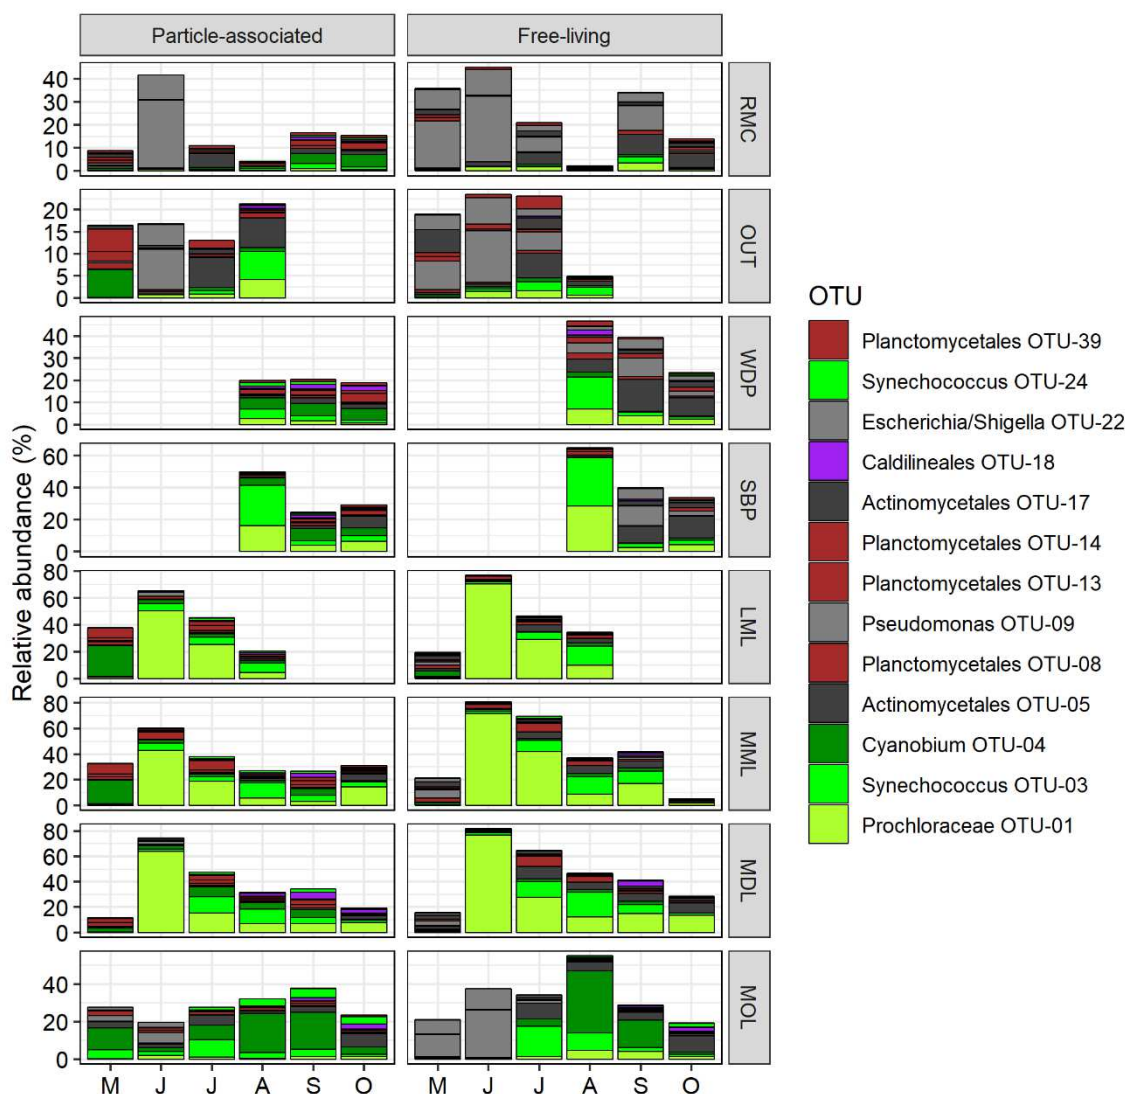 Particle-associated
Free-living
Relative abundance (%)
40
30
20
10
0
RMC
20
15
10
5
0
OUT
40
30
20
10
0
WDP
60
40
20
0
SBP
80
60
40
20
0
LML
80
60
40
20
0
MML
80
60
40
20
0
MDL
40
20
0
MOL
M J J A S O
M J J A S O
OTU
Planctomycetales OTU-39
Synechococcus OTU-24
Escherichia/Shigella OTU-22
Caldilineales OTU-18
Actinomycetales OTU-17
Planctomycetales OTU-14
Planctomycetales OTU-13
Pseudomonas OTU-09
Planctomycetales OTU-08
Actinomycetales OTU-05
Cyanobium OTU-04
Synechococcus OTU-03
Prochloraceae OTU-01